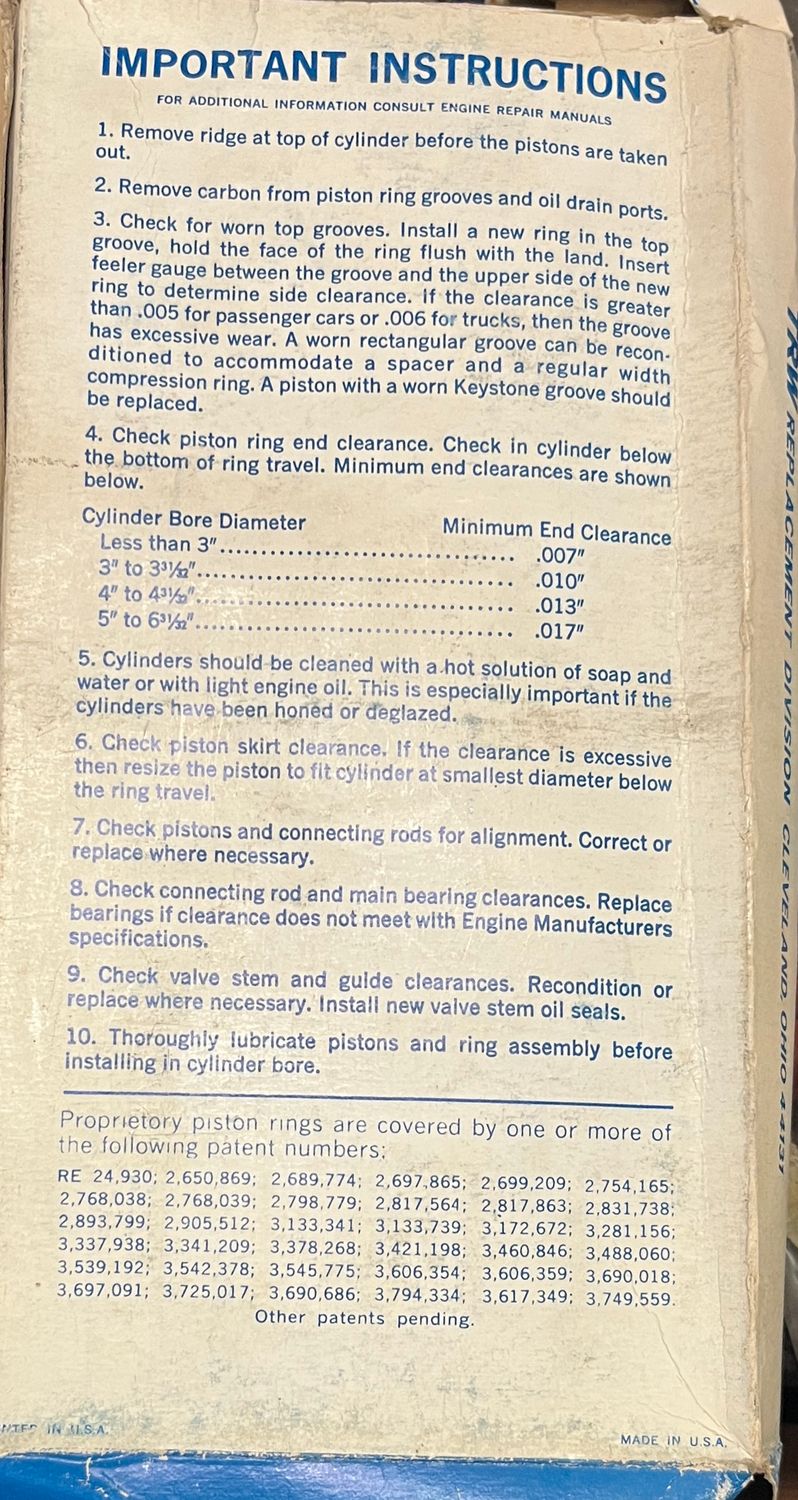 IMPORTANT INSTRUCTIONS
FOR ADDITIONAL INFORMATION CONSULT ENGINE REPAIR MANUALS
1. Remove ridge at top of cylinder before the pistons are taken
out.
2. Remove carbon from piston ring grooves and oil drain ports.
3. Check for worn top grooves. Install a new ring in the top
groove, hold the face of the ring flush with the land. Insert
feeler gauge between the groove and the upper side of the new
ring to determine side clearance. If the clearance is greater
than .005 for passenger cars or .006 for trucks, then the groove
has excessive wear. A worn rectangular groove can be recon-
ditioned to accommodate a spacer and a regular width
compression ring. A piston with a worn Keystone groove should
be replaced.
4. Check piston ring end clearance. Check in cylinder below
the bottom of ring travel. Minimum end clearances are shown
below.
Cylinder Bore Diameter Minimum End Clearance
Less than 3".................................... .007"
3" to 3 31/32"...................................... .010"
4" to 4 31/32"...................................... .013"
5" to 6 31/32"...................................... .017"
5. Cylinders should be cleaned with a hot solution of soap and
water or with light engine oil. This is especially important if the
cylinders have been honed or deglazed.
6. Check piston skirt clearance. If the clearance is excessive
then resize the piston to fit cylinder at smallest diameter below
the ring travel.
7. Check pistons and connecting rods for alignment. Correct or
replace where necessary.
8. Check connecting rod and main bearing clearances. Replace
bearings if clearance does not meet with Engine Manufacturers
specifications.
9. Check valve stem and guide clearances. Recondition or
replace where necessary. Install new valve stem oil seals.
10. Thoroughly lubricate pistons and ring assembly before
installing in cylinder bore.
Proprietory piston rings are covered by one or more of
the following patent numbers:
RE 24,930; 2,650,869; 2,689,774; 2,697,865; 2,699,209; 2,754,165;
2,768,038; 2,768,039; 2,798,779; 2,817,564; 2,817,863; 2,831,738;
2,893,799; 2,905,512; 3,133,341; 3,133,739; 3,172,672; 3,281,156;
3,337,938; 3,341,209; 3,378,268; 3,421,198; 3,460,846; 3,488,060;
3,539,192; 3,542,378; 3,545,775; 3,606,354; 3,606,359; 3,690,018;
3,697,091; 3,725,017; 3,690,686; 3,794,334; 3,617,349; 3,749,559.
Other patents pending.
IN U.S.A.
MADE IN U.S.A.
TRW REPLACEMENT DIVISION CLEVELAND, OHIO 44131